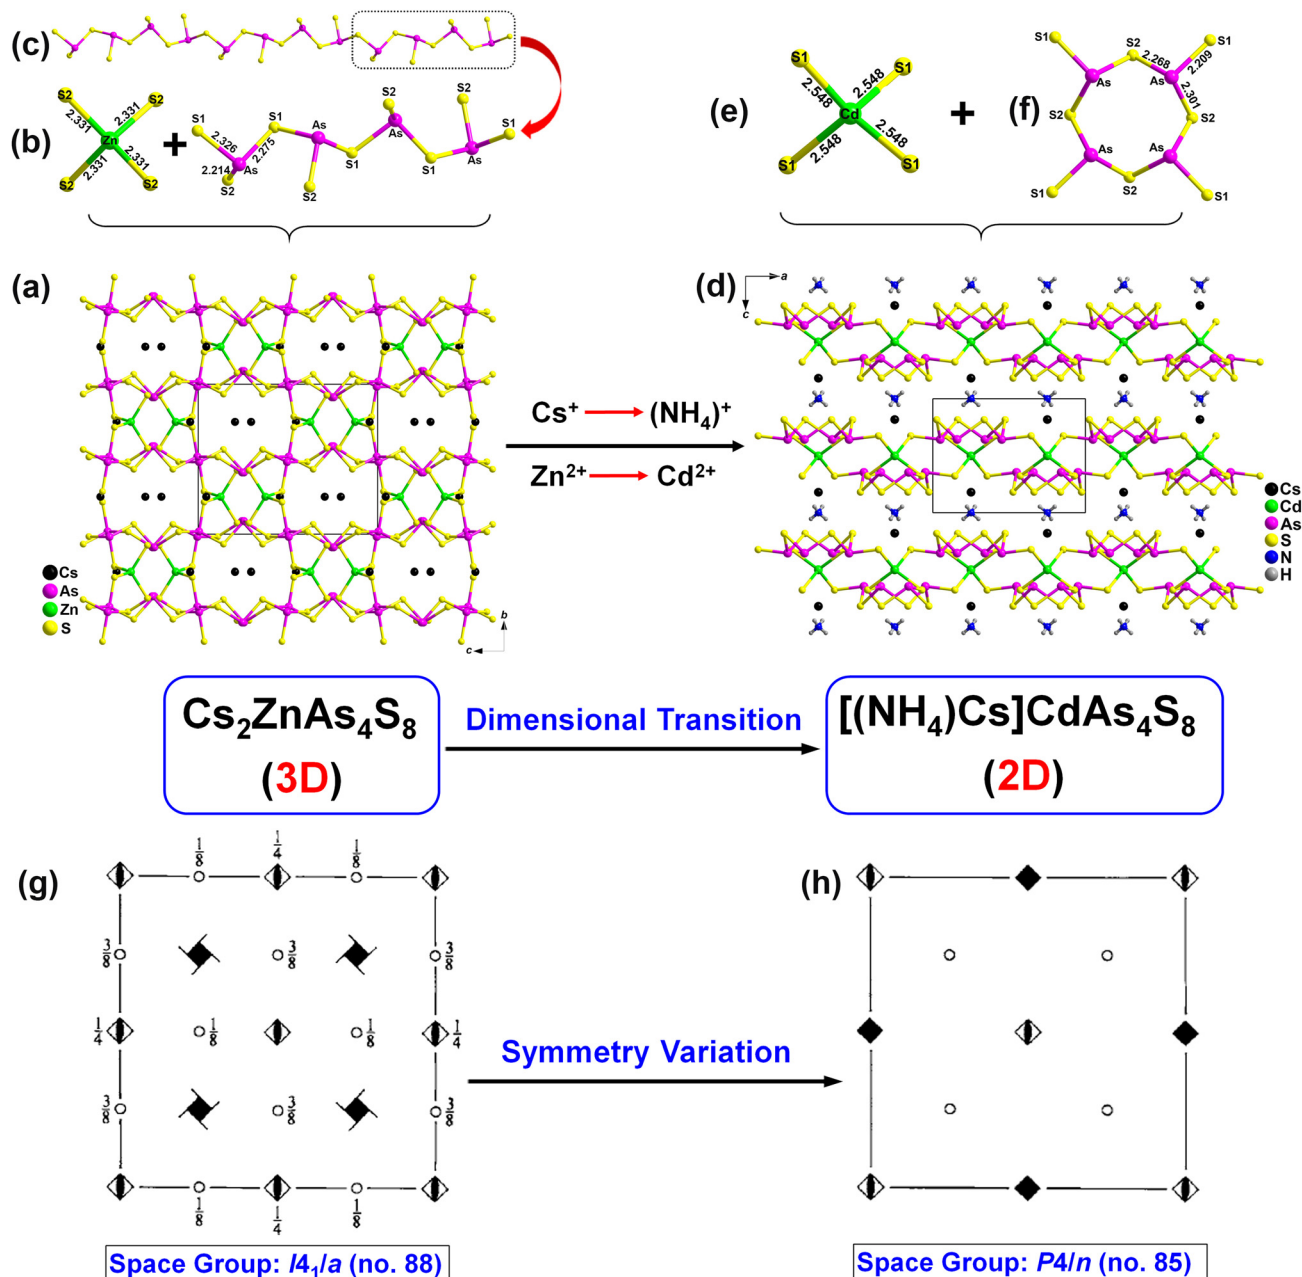 (c)
(b)
S2
S2
2.331
2.331
Zn
2.331
2.331
S2
S2
+
S1
2.326
S1
2.275
2.214
As
S2
As
S2
S1
S2
As
S1
S2
S1
As
(e)
S1
S1
2.548
2.548
Cd
2.548
2.548
S1
S1
+
(f)
S1
S2
S1
2.268
2.209
As
As
2.301
S2
S2
As
As
S1
S2
S1
(a)
Cs
As
Zn
S
b
c
Cs⁺ → (NH₄)⁺
Zn²⁺ → Cd²⁺
(d)
a
c
Cs
Cd
As
S
N
H
Cs₂ZnAs₄S₈
(3D)
Dimensional Transition
[(NH₄)Cs]CdAs₄S₈
(2D)
(g)
1/8
1/4
1/8
3/8
3/8
3/8
1/4
1/8
1/8
1/4
3/8
3/8
3/8
1/8
1/4
1/8
Space Group: I4₁/a (no. 88)
Symmetry Variation
(h)
Space Group: P4/n (no. 85)